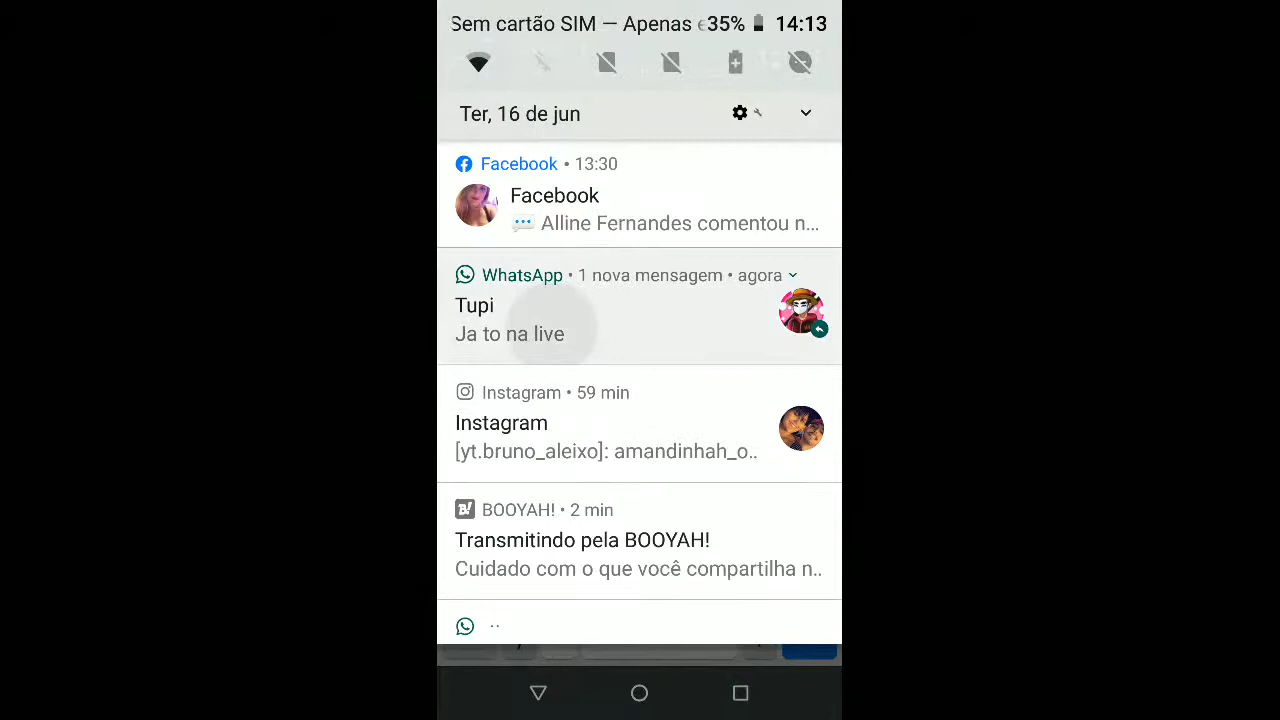 Sem cartão SIM — Apenas e35% 14:13
Ter, 16 de jun
Facebook • 13:30
Facebook
Alline Fernandes comentou n...
WhatsApp • 1 nova mensagem • agora
Tupi
Ja to na live
Instagram • 59 min
Instagram
[yt.bruno_aleixo]: amandinhah_o..
BOOYAH! • 2 min
Transmitindo pela BOOYAH!
Cuidado com o que você compartilha n..